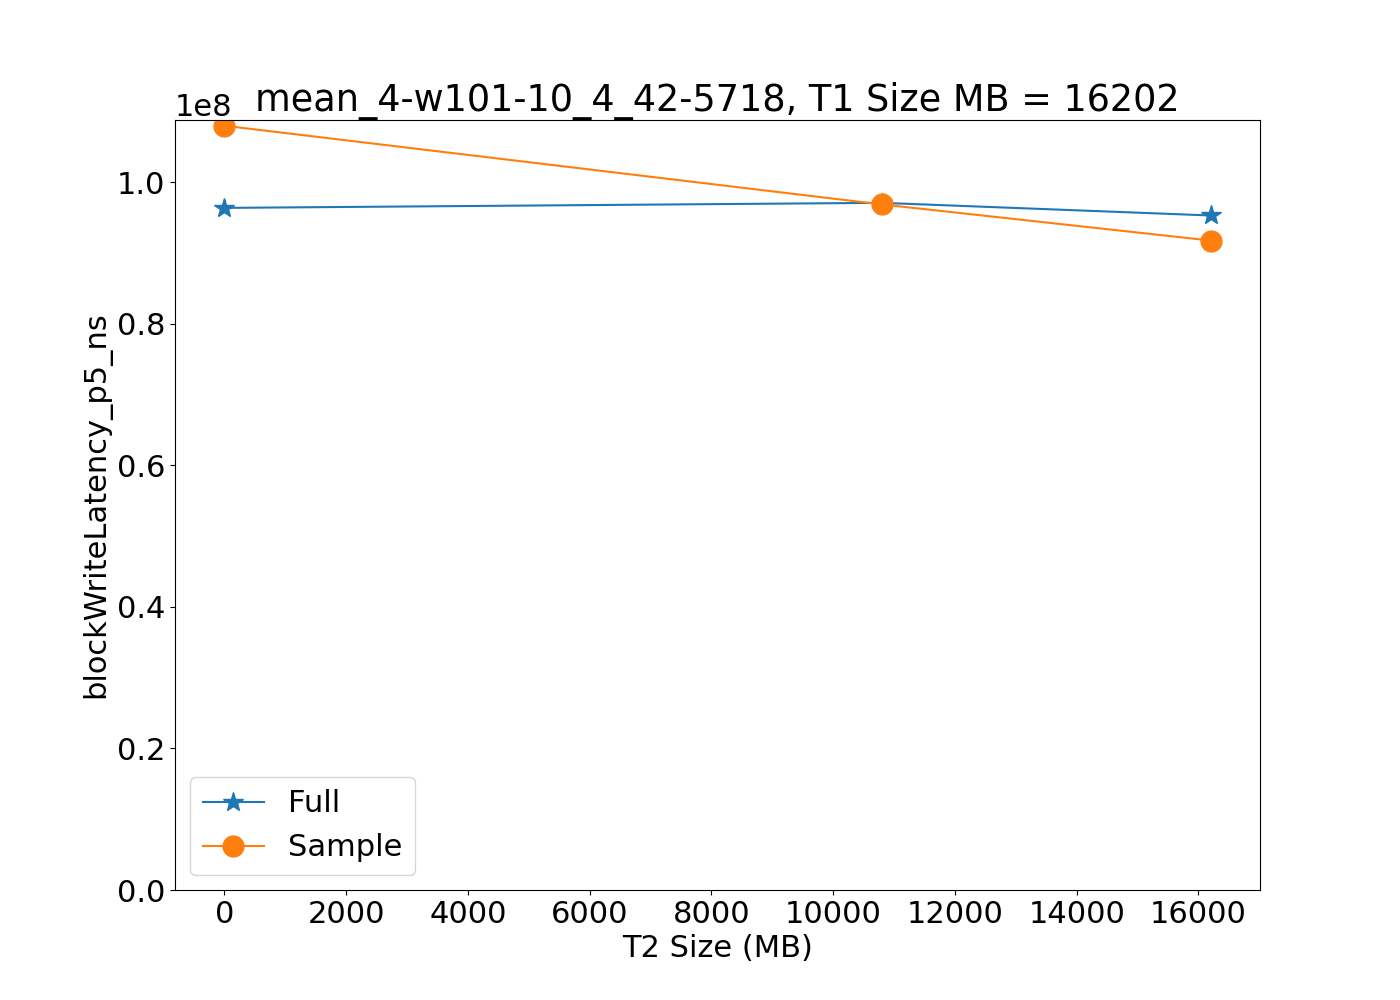 1e8
mean_4-w101-10_4_42-5718, T1 Size MB = 16202
1.0
0.8
0.6
0.4
0.2
0.0
blockWriteLatency_p5_ns
Full
Sample
0 2000 4000 6000 8000 10000 12000 14000 16000
T2 Size (MB)